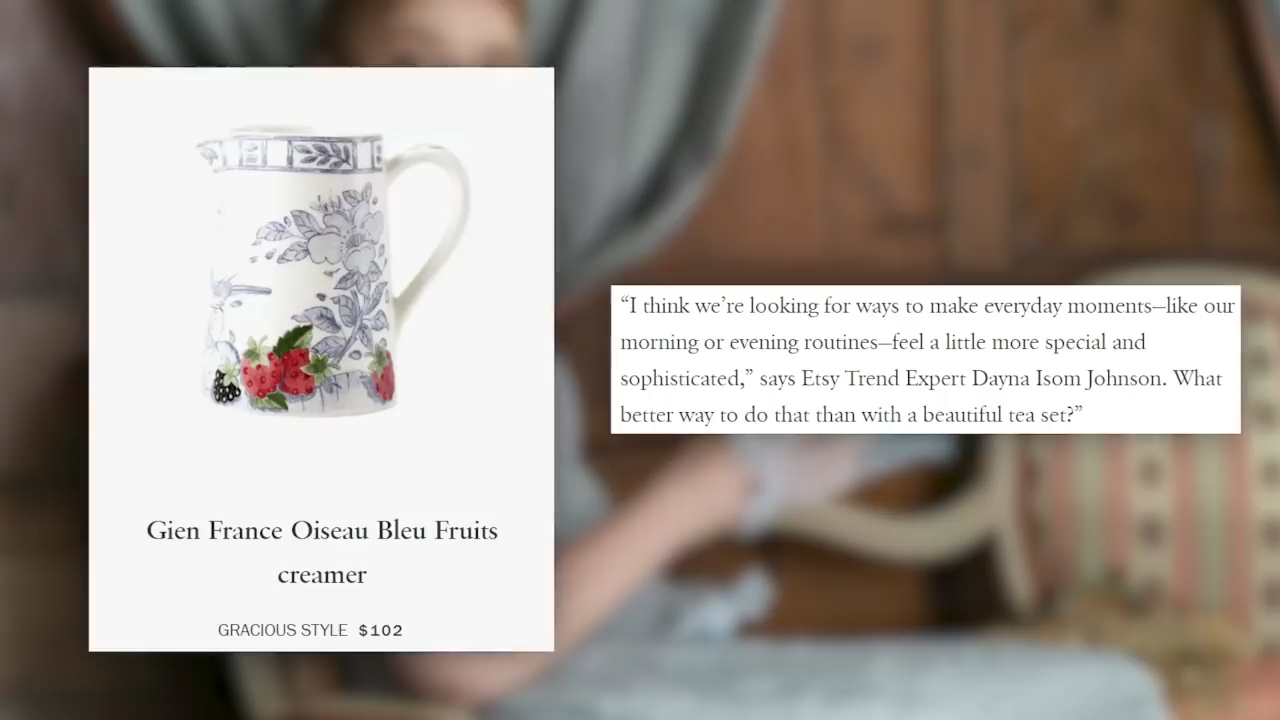 Gien France Oiseau Bleu Fruits
creamer
GRACIOUS STYLE $102
“I think we’re looking for ways to make everyday moments—like our
morning or evening routines—feel a little more special and
sophisticated,” says Etsy Trend Expert Dayna Isom Johnson. What
better way to do that than with a beautiful tea set?”